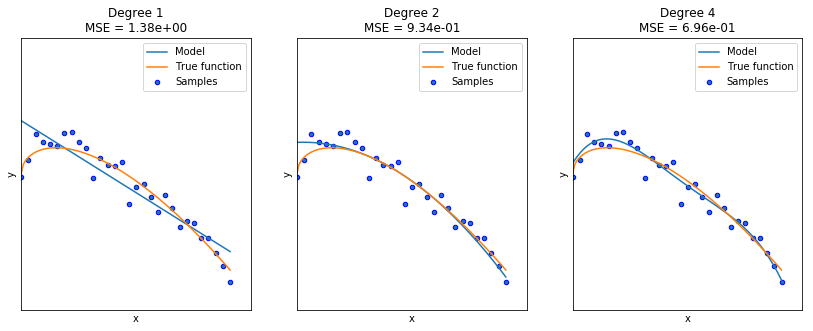 Degree 1
MSE = 1.38e+00
Model
True function
Samples
y
x
Degree 2
MSE = 9.34e-01
Model
True function
Samples
y
x
Degree 4
MSE = 6.96e-01
Model
True function
Samples
y
x